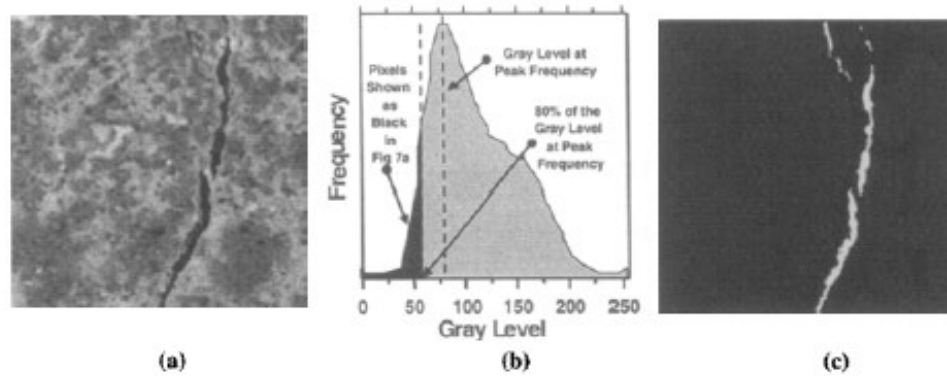 Pixels
Shown
as
Black
in
Fig 7a
Gray Level at
Peak Frequency
80% of the
Gray Level
at Peak
Frequency
Frequency
0 50 100 150 200 250
Gray Level
(a)
(b)
(c)